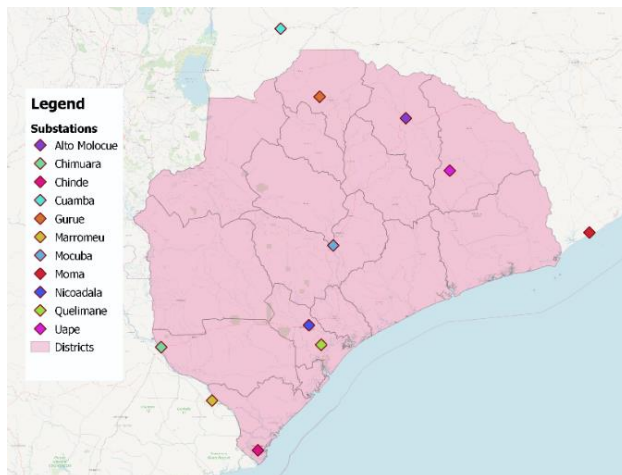 Legend
Substations
Alto Molocue
Chimuara
Chinde
Cuamba
Gurue
Marromeu
Mocuba
Moma
Nicoadala
Quelimane
Uape
Districts